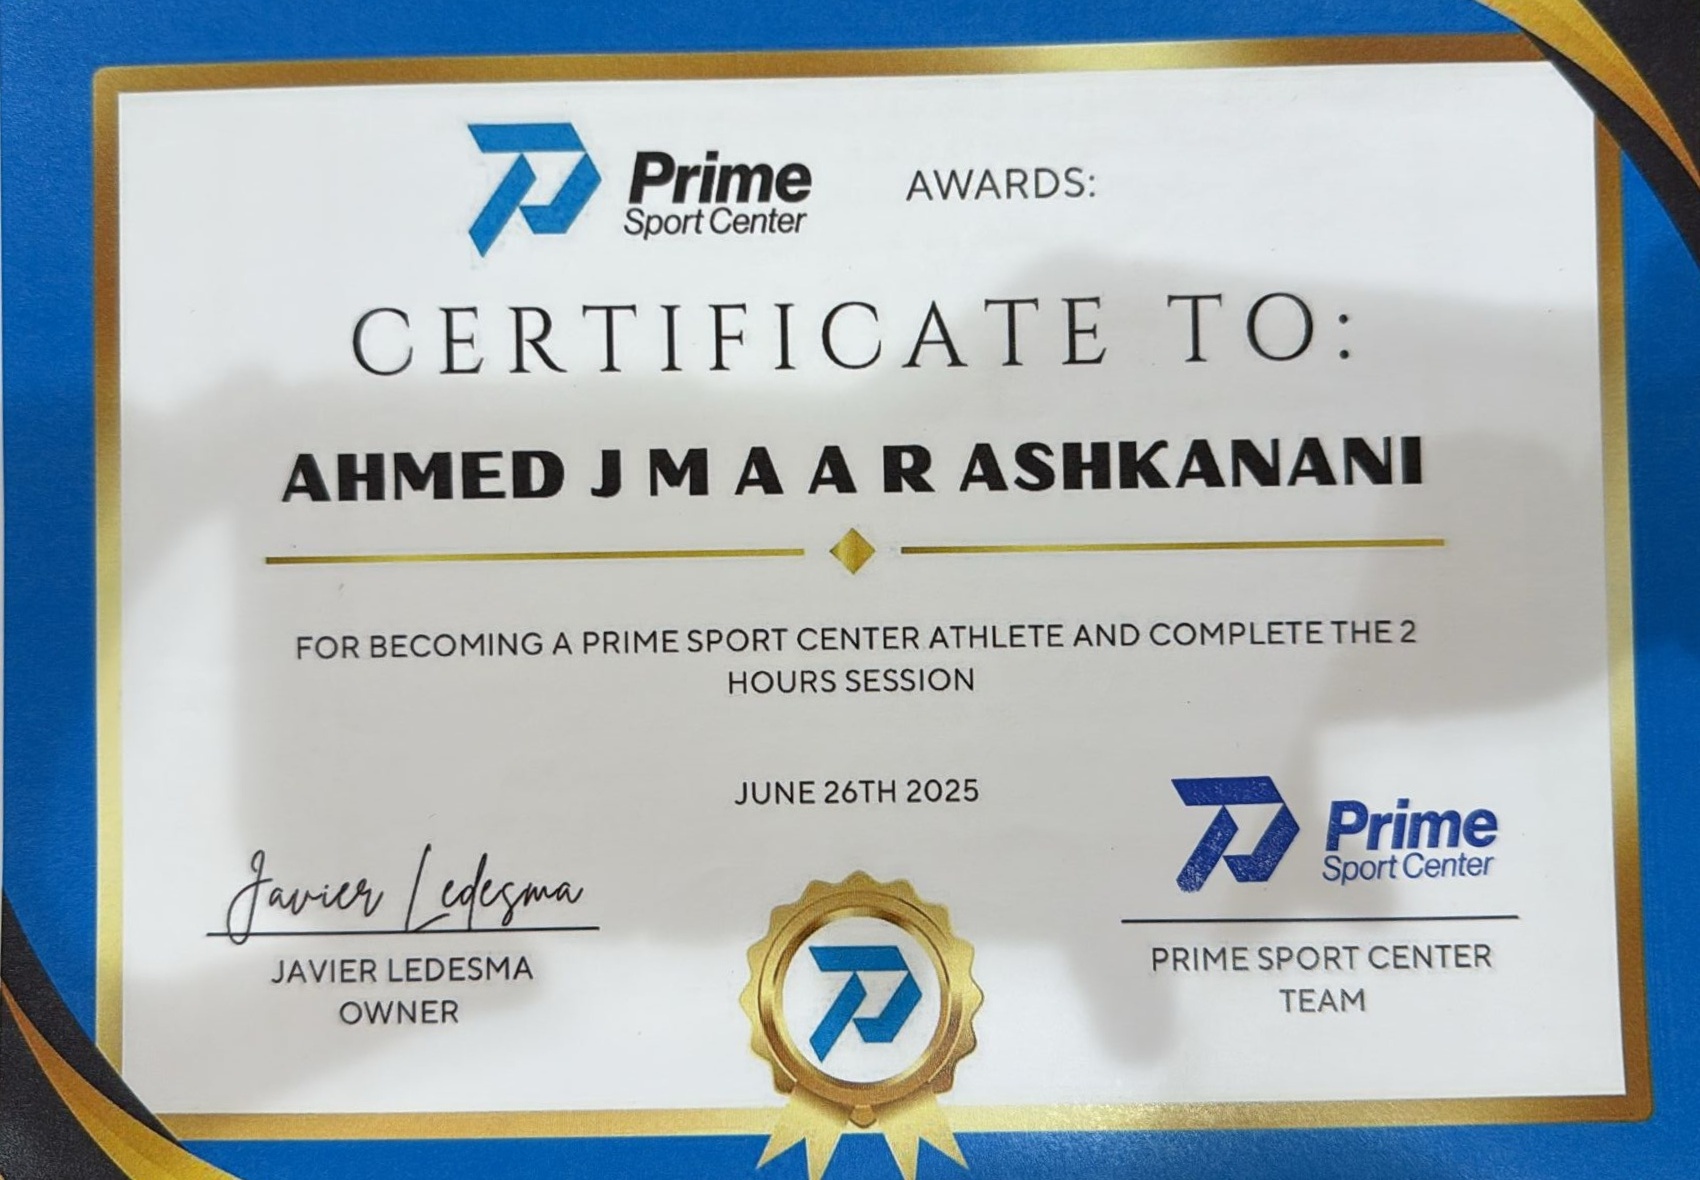 Prime
Sport Center
AWARDS:
CERTIFICATE TO:
AHMED J M A A R ASHKANANI
FOR BECOMING A PRIME SPORT CENTER ATHLETE AND COMPLETE THE 2
HOURS SESSION
JUNE 26TH 2025
Javier Ledesma
JAVIER LEDESMA
OWNER
Prime
Sport Center
PRIME SPORT CENTER
TEAM